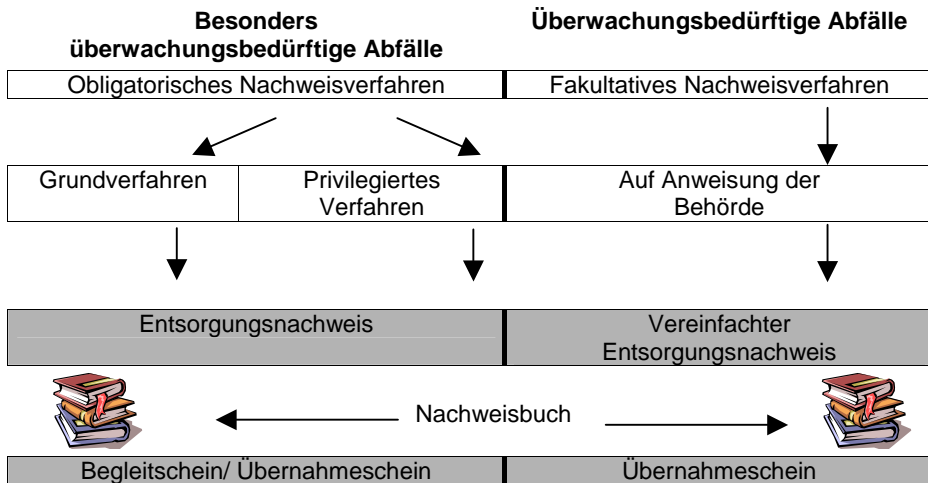 Besonders
überwachungsbedürftige Abfälle
Überwachungsbedürftige Abfälle
Obligatorisches Nachweisverfahren
Fakultatives Nachweisverfahren
Grundverfahren
Privilegiertes
Verfahren
Auf Anweisung der
Behörde
Entsorgungsnachweis
Vereinfachter
Entsorgungsnachweis
Nachweisbuch
Begleitschein/ Übernahmeschein
Übernahmeschein